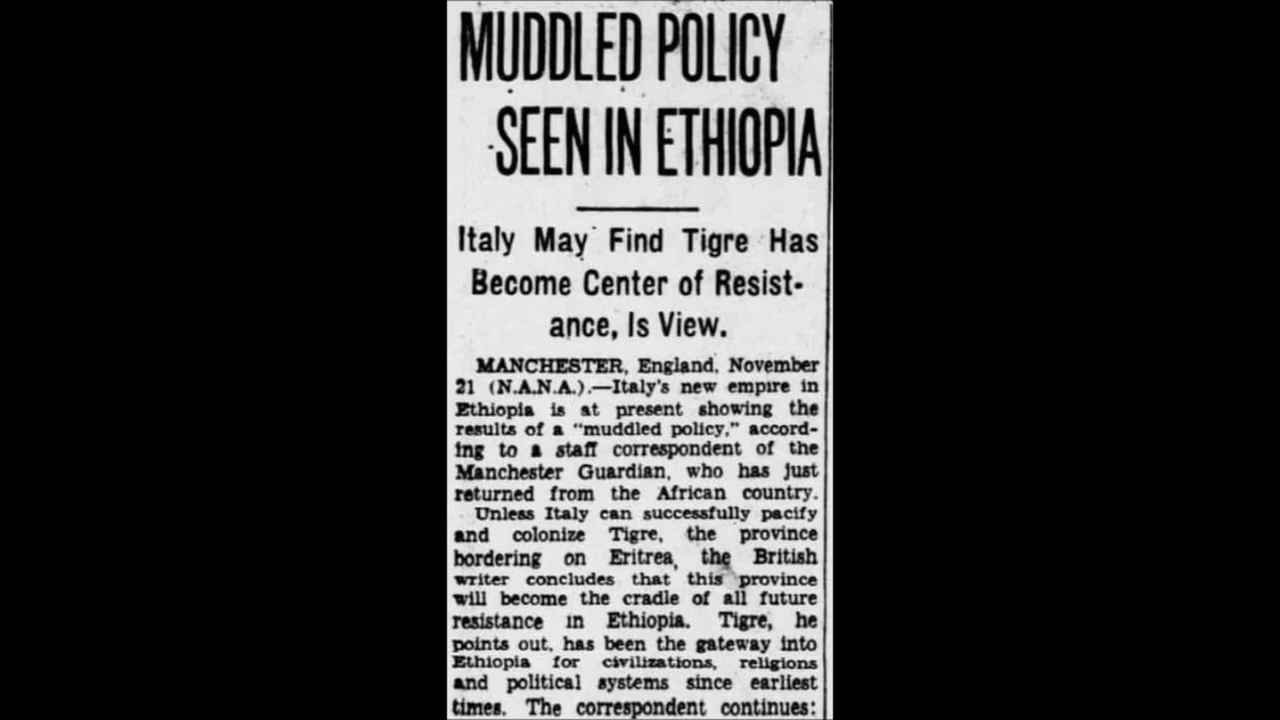 MUDDLED POLICY
SEEN IN ETHIOPIA
Italy May Find Tigre Has
Become Center of Resist-
ance, Is View.
MANCHESTER, England, November
21 (N.A.N.A.).—Italy's new empire in
Ethiopia is at present showing the
results of a "muddled policy," accord-
ing to a staff correspondent of the
Manchester Guardian, who has just
returned from the African country.
Unless Italy can successfully pacify
and colonize Tigre, the province
bordering on Eritrea, the British
writer concludes that this province
will become the cradle of all future
resistance in Ethiopia. Tigre, he
points out, has been the gateway into
Ethiopia for civilizations, religions
and political systems since earliest
times. The correspondent continues: